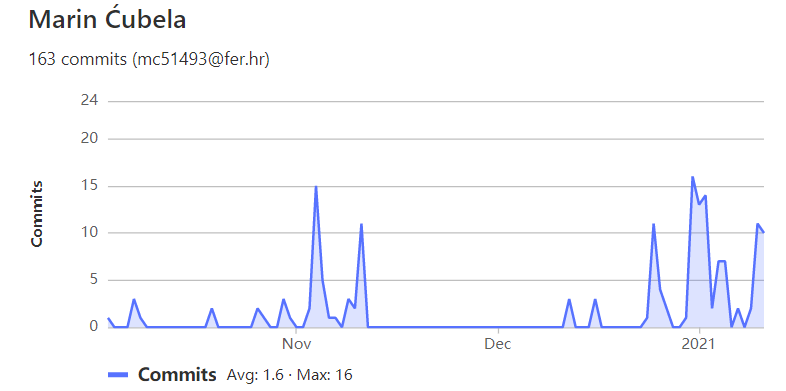 Marin Ćubela
163 commits (mc51493@fer.hr)
24
20
15
10
5
0
Commits
Nov Dec 2021
Commits Avg: 1.6 · Max: 16